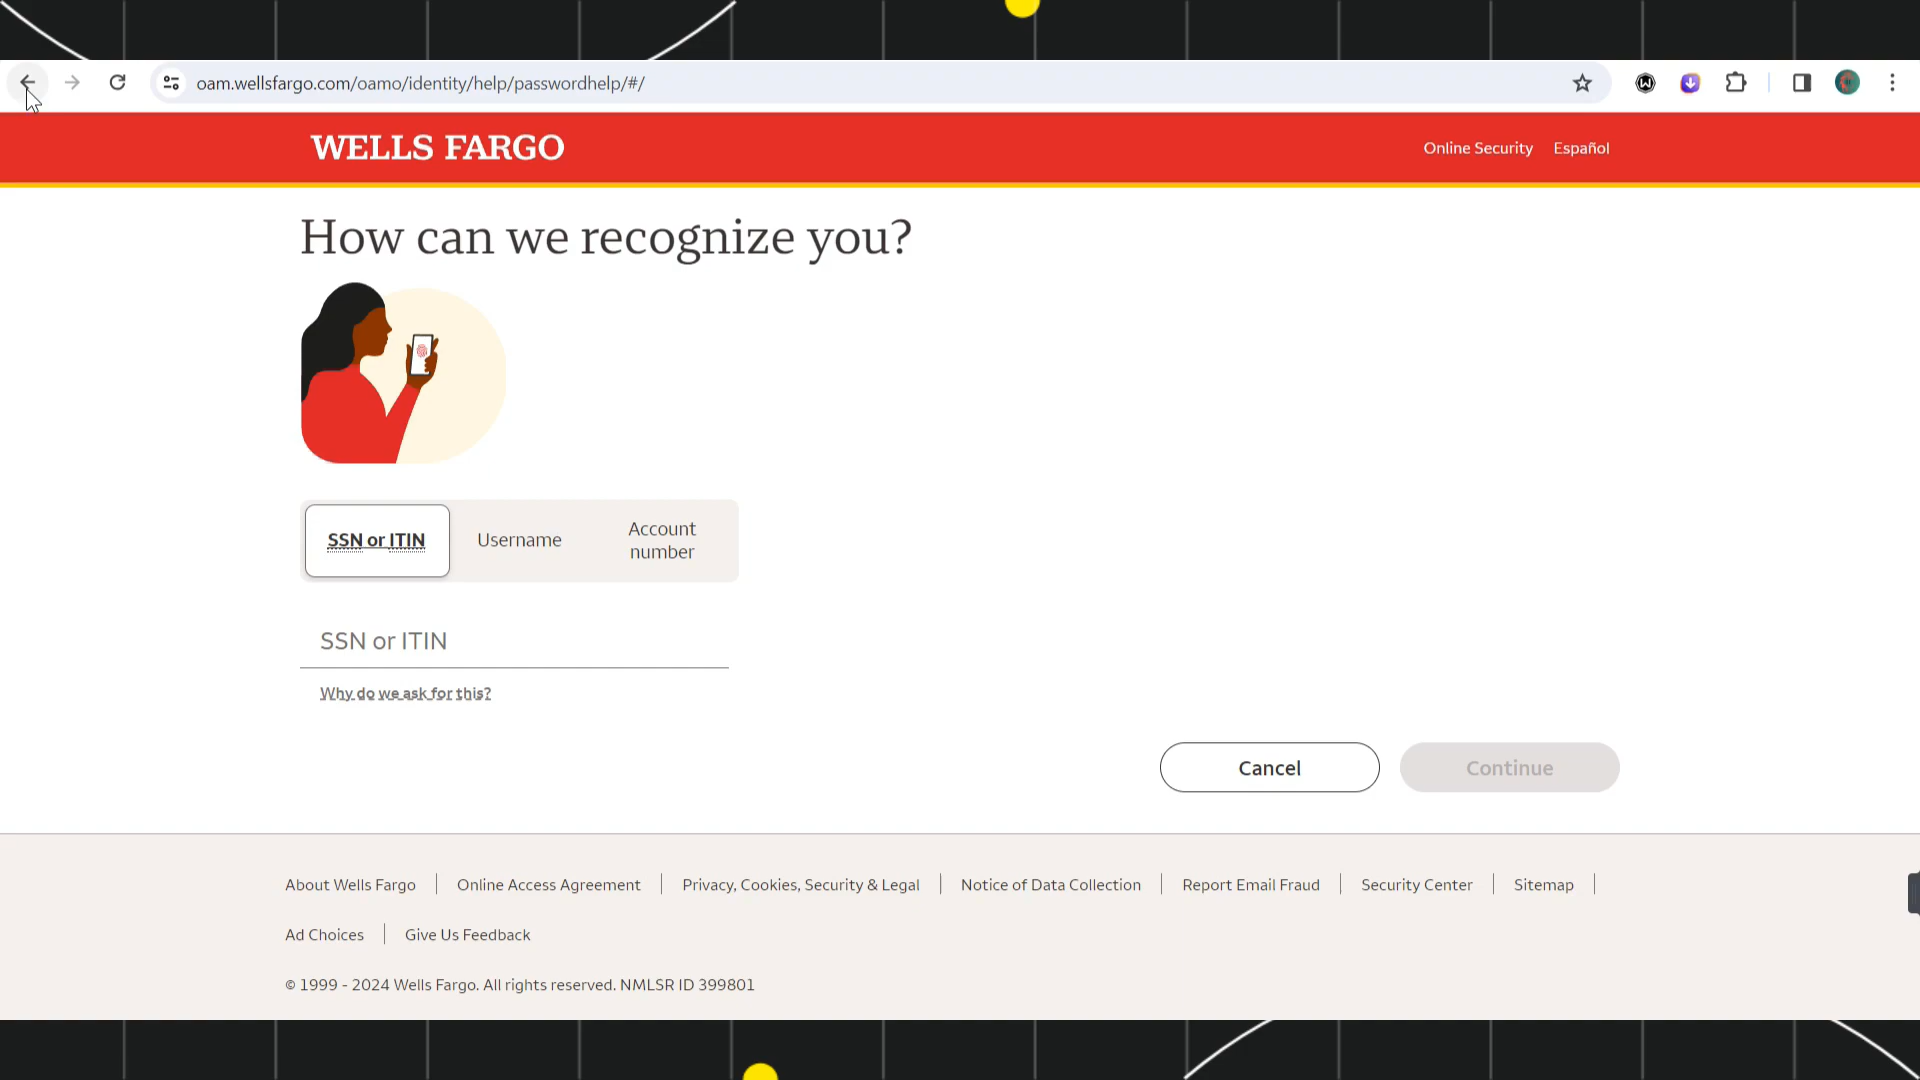 oam.wellsfargo.com/oamo/identity/help/passwordhelp/#/
WELLS FARGO
Online Security
Español
How can we recognize you?
SSN or ITIN
Username
Account
number
SSN or ITIN
Why do we ask for this?
Cancel
Continue
About Wells Fargo
Online Access Agreement
Privacy, Cookies, Security & Legal
Notice of Data Collection
Report Email Fraud
Security Center
Sitemap
Ad Choices
Give Us Feedback
© 1999 - 2024 Wells Fargo. All rights reserved. NMLSR ID 399801